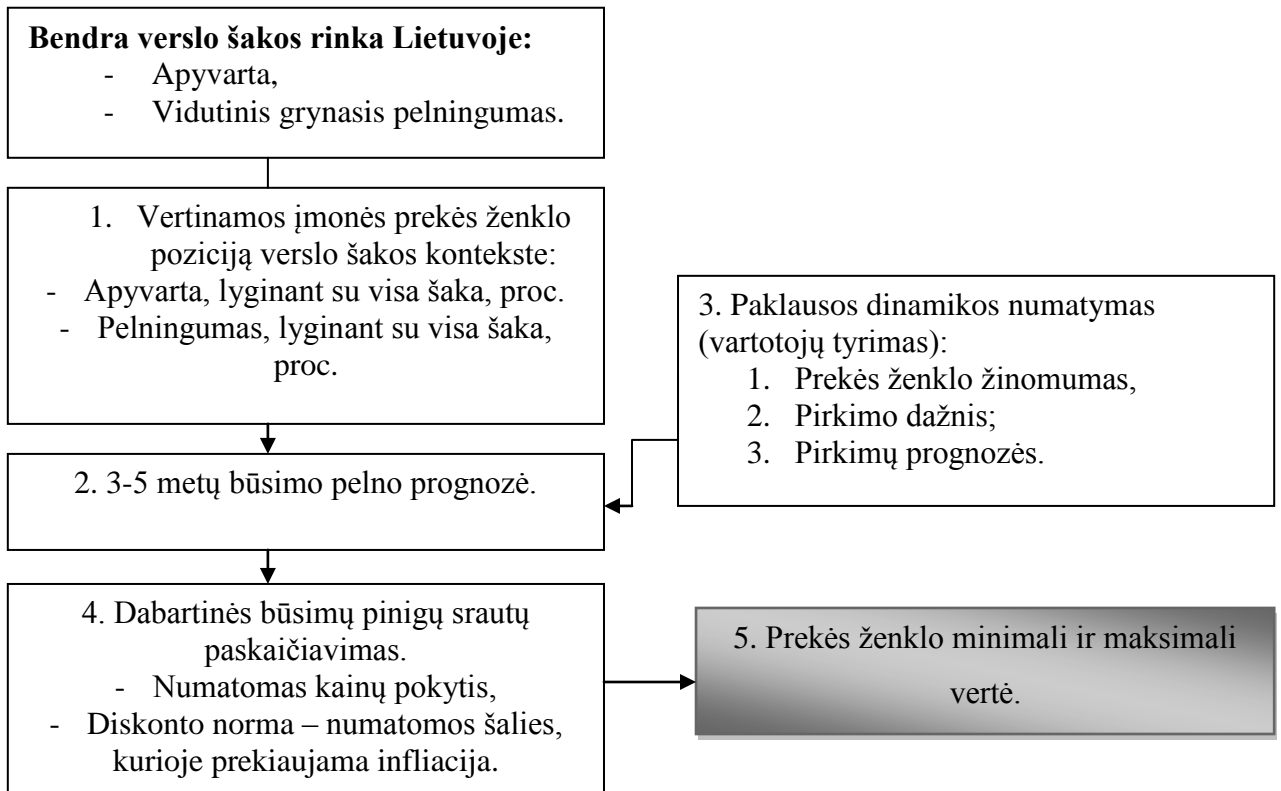 Bendra verslo šakos rinka Lietuvoje:
- Apyvarta,
- Vidutinis grynasis pelningumas.
1. Vertinamos įmonės prekės ženklo
poziciją verslo šakos kontekste:
- Apyvarta, lyginant su visa šaka, proc.
- Pelningumas, lyginant su visa šaka,
proc.
2. 3-5 metų būsimo pelno prognozė.
3. Paklausos dinamikos numatymas
(vartotojų tyrimas):
1. Prekės ženklo žinomumas,
2. Pirkimo dažnis;
3. Pirkimų prognozės.
4. Dabartinės būsimų pinigų srautų
paskaičiavimas.
- Numatomas kainų pokytis,
- Diskonto norma – numatomos šalies,
kurioje prekiaujama infliacija.
5. Prekės ženklo minimali ir maksimali
vertė.